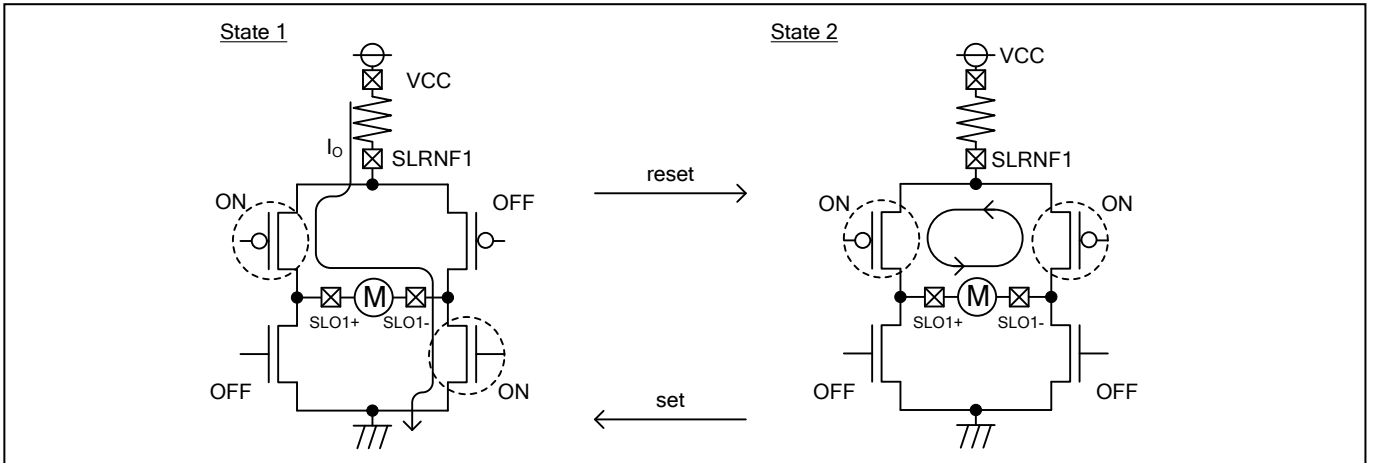 State 1
VCC
I_O
SLRNF1
ON
OFF
M
SLO1+
SLO1-
OFF
ON
reset
set
State 2
VCC
SLRNF1
ON
ON
M
SLO1+
SLO1-
OFF
OFF